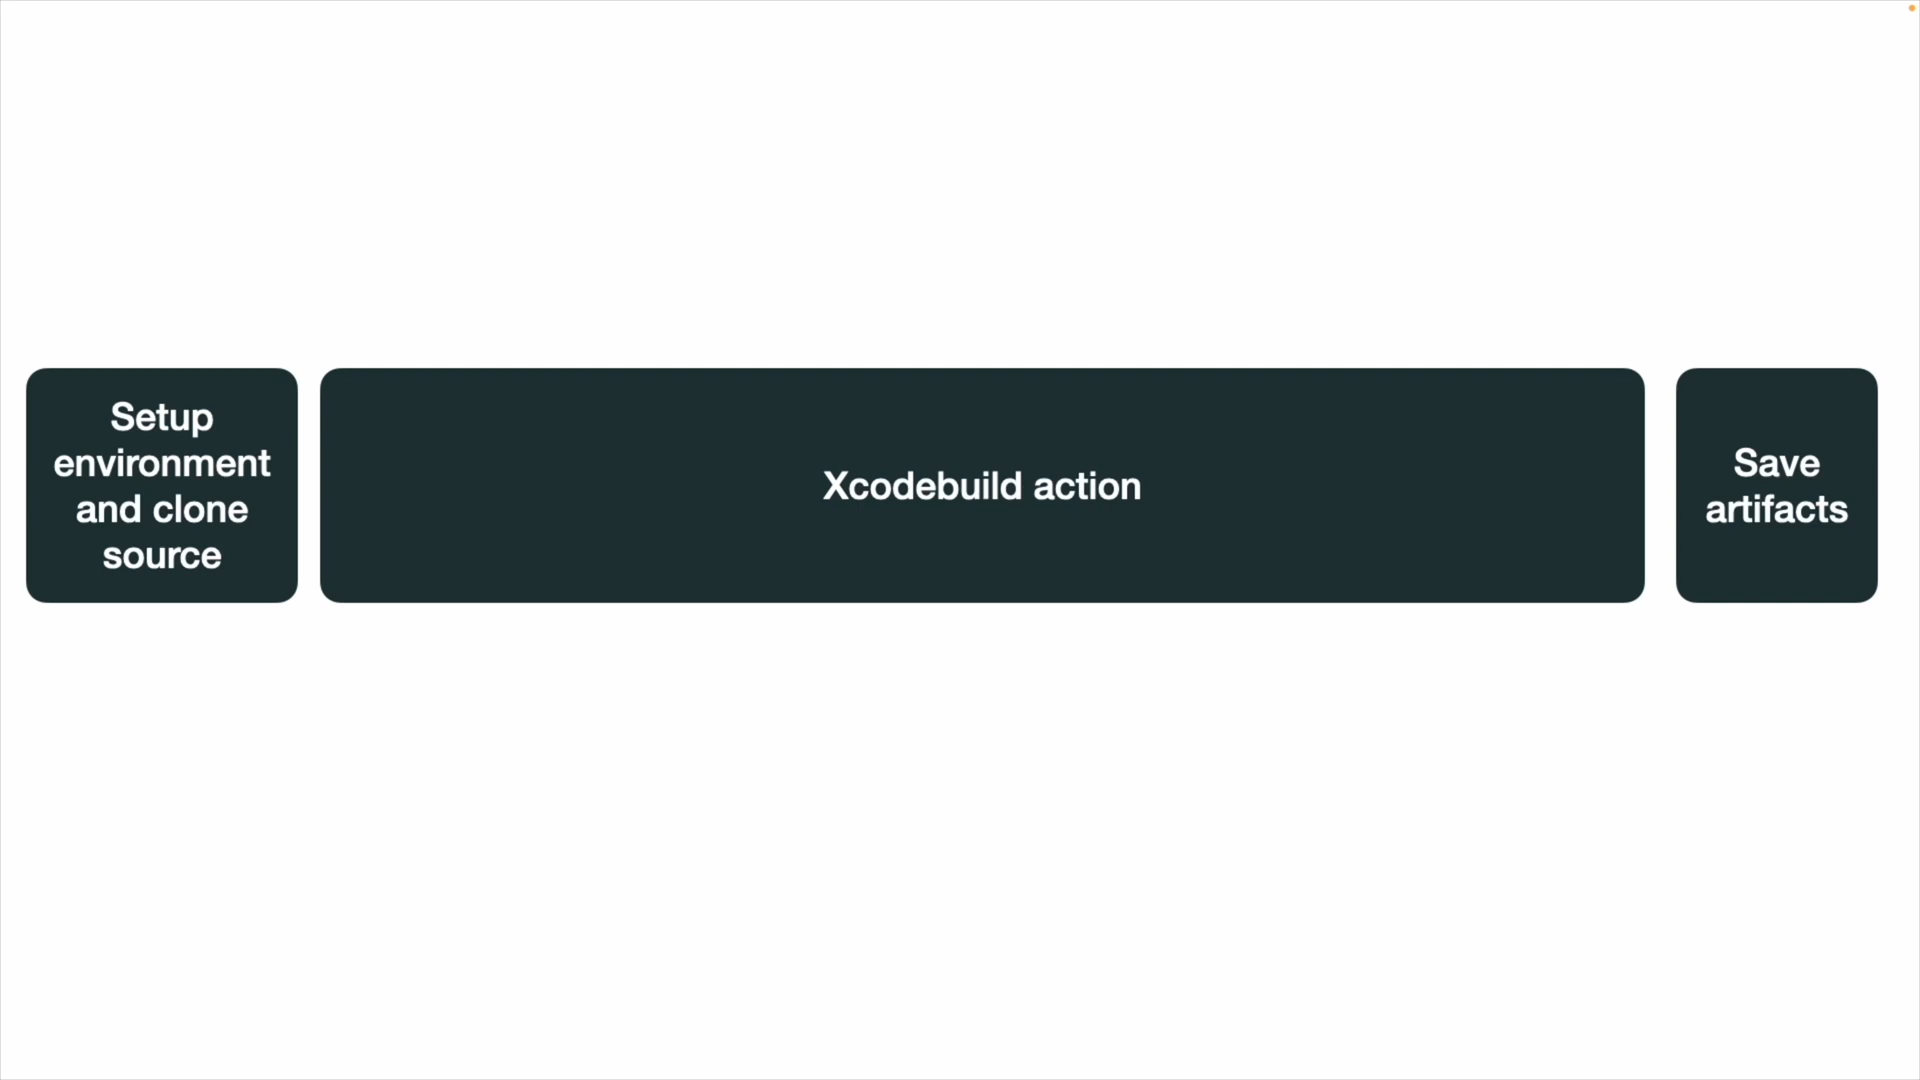 Setup
environment
and clone
source
Xcodebuild action
Save
artifacts